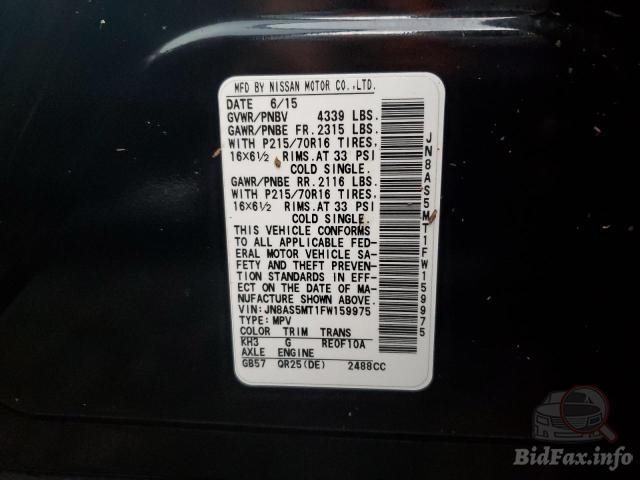 MFD BY NISSAN MOTOR CO.,LTD.
DATE 6/15
GVWR/PNBV 4339 LBS.
GAWR/PNBE FR.2315 LBS.
WITH P215/70R16 TIRES,
16X6½ RIMS.AT 33 PSI
COLD SINGLE.
GAWR/PNBE RR.2116 LBS.
WITH P215/70R16 TIRES,
16X6½ RIMS.AT 33 PSI
COLD SINGLE.
THIS VEHICLE CONFORMS
TO ALL APPLICABLE FED-
ERAL MOTOR VEHICLE SA-
FETY AND THEFT PREVEN-
TION STANDARDS IN EFF-
ECT ON THE DATE OF MA-
NUFACTURE SHOWN ABOVE.
VIN:JN8AS5MT1FW159975
TYPE:MPV
COLOR TRIM TRANS
KH3 G RE0F10A
AXLE ENGINE
GB57 QR25(DE) 2488CC
JN8AS5MT1FW159975
BidFax.info